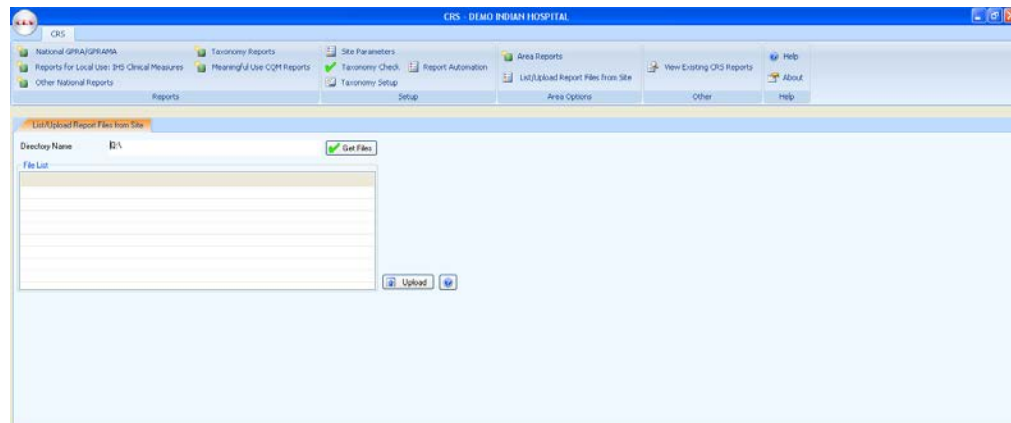 CRS - DEMO INDIAN HOSPITAL
CRS
National GPRA/GPRAMA
Reports for Local Use: IHS Clinical Measures
Other National Reports
Taxonomy Reports
Meaningful Use CQM Reports
Reports
Site Parameters
Taxonomy Check
Report Automation
Taxonomy Setup
Setup
Area Reports
List/Upload Report Files from Site
Area Options
View Existing CRS Reports
Other
Help
About
Help
List/Upload Report Files from Site
Directory Name
Get Files
File List
Upload